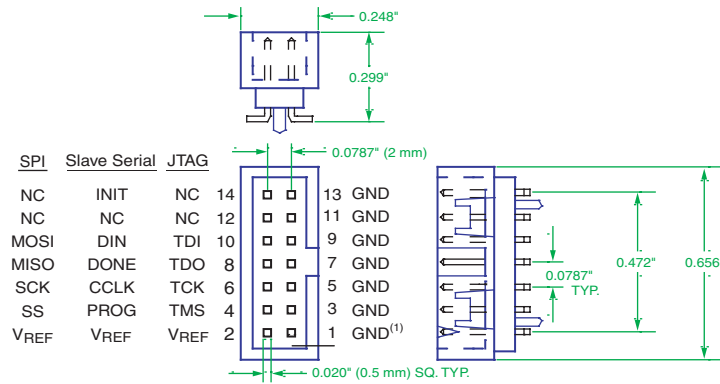 0.248"
0.299"
0.0787" (2 mm)
SPI Slave Serial JTAG
NC INIT NC 14 13 GND
NC NC NC 12 11 GND
MOSI DIN TDI 10 9 GND
MISO DONE TDO 8 7 GND
SCK CCLK TCK 6 5 GND
SS PROG TMS 4 3 GND
VREF VREF VREF 2 1 GND(1)
0.0787"
TYP.
0.472"
0.656
0.020" (0.5 mm) SQ. TYP.